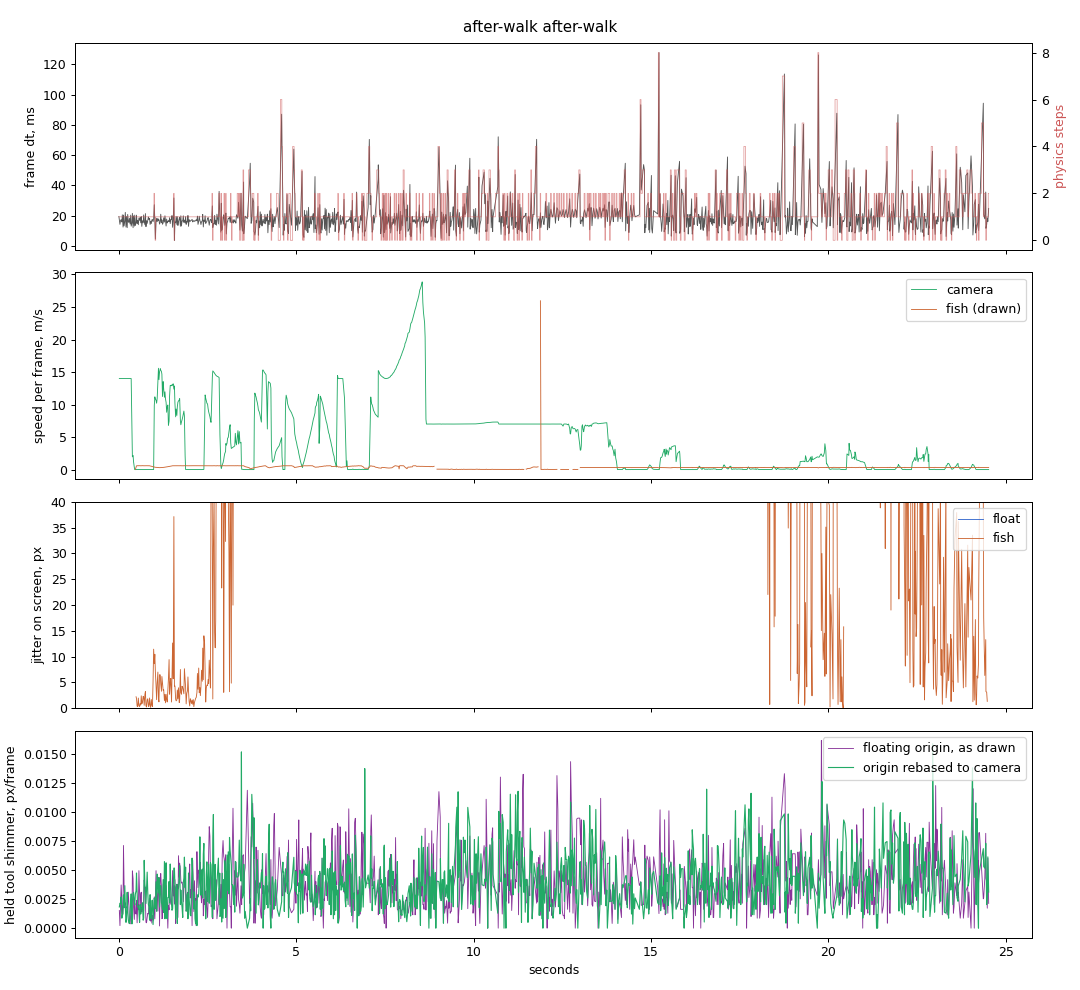 after-walk after-walk
frame dt, ms
120
100
80
60
40
20
0
8
6
4
2
0
physics steps
speed per frame, m/s
30
25
20
15
10
5
0
camera
fish (drawn)
jitter on screen, px
40
35
30
25
20
15
10
5
0
float
fish
held tool shimmer, px/frame
0.0150
0.0125
0.0100
0.0075
0.0050
0.0025
0.0000
floating origin, as drawn
origin rebased to camera
0 5 10 15 20 25
seconds